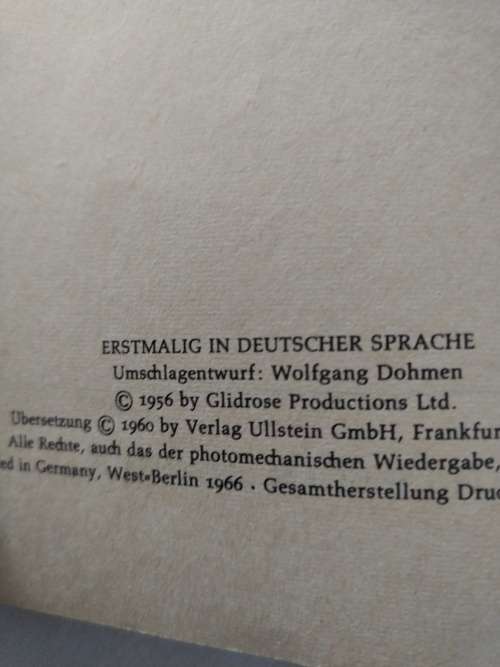 ERSTMALIG IN DEUTSCHER SPRACHE
Umschlagentwurf: Wolfgang Dohmen
© 1956 by Glidrose Productions Ltd.
Übersetzung © 1960 by Verlag Ullstein GmbH, Frankfur
Alle Rechte, auch das der photomechanischen Wiedergabe,
ed in Germany, West-Berlin 1966 · Gesamtherstellung Druc